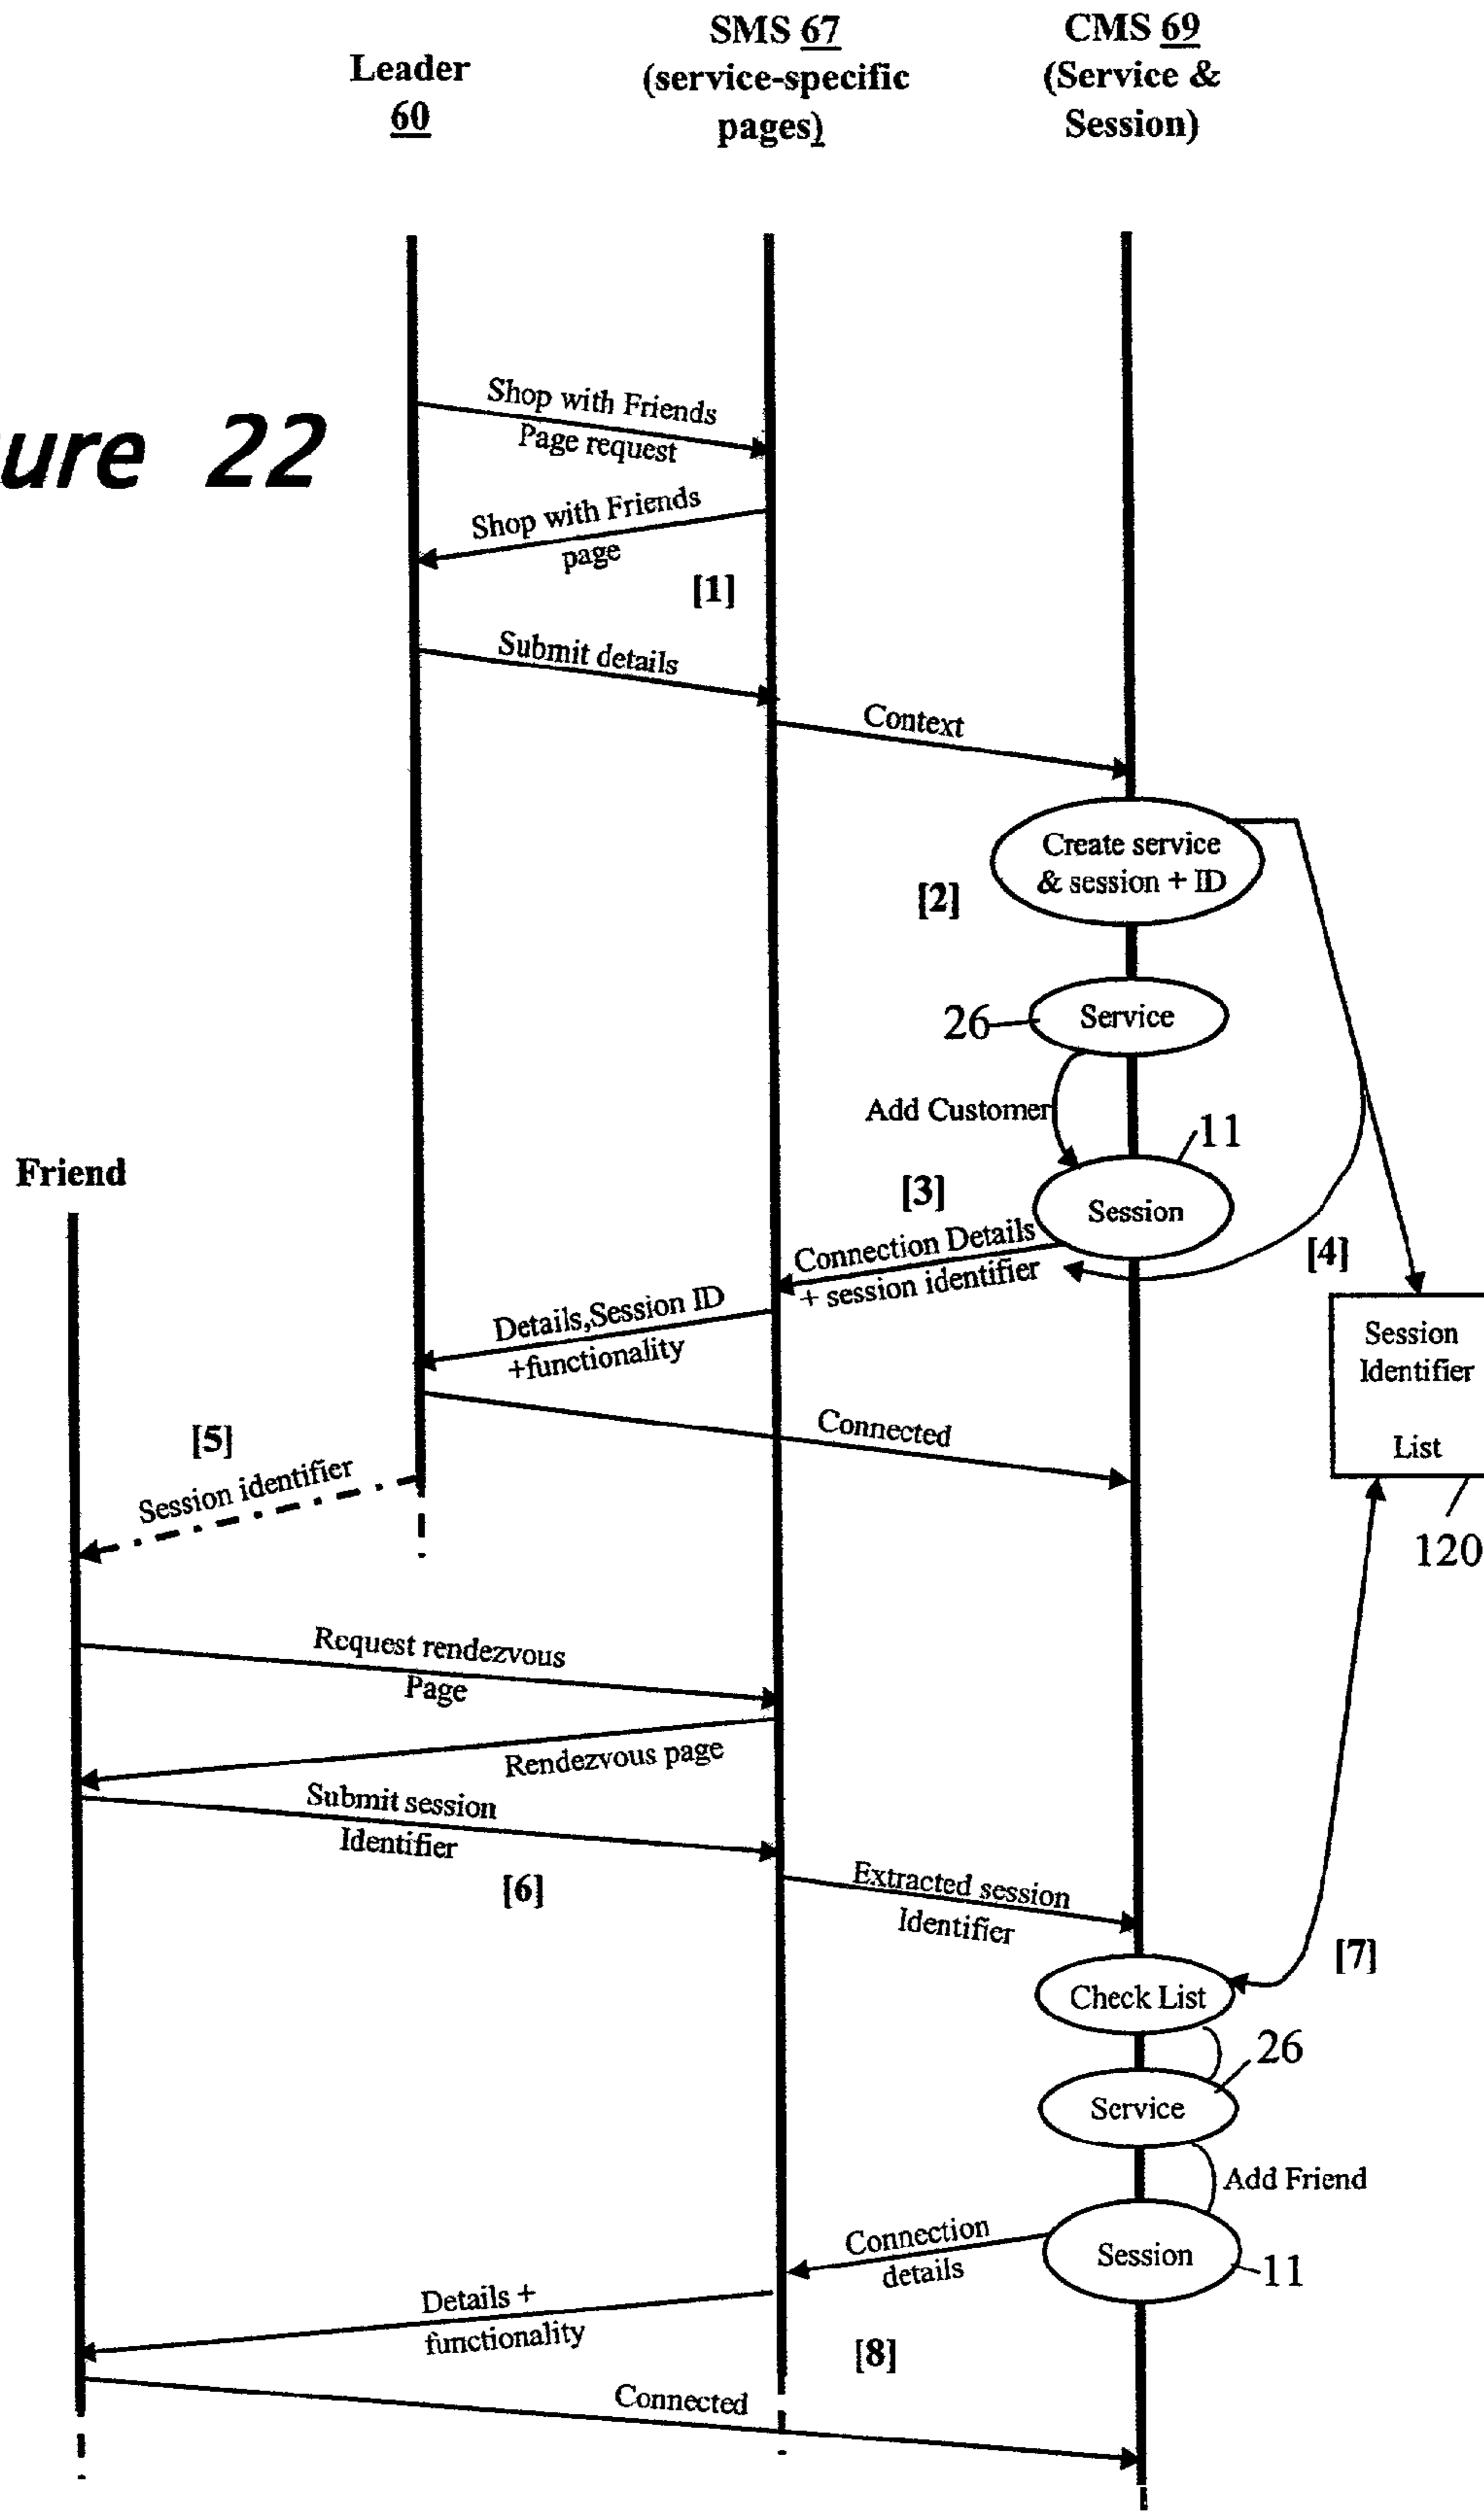 Leader
60
SMS 67
(service-specific
pages)
CMS 69
(Service &
Session)
ure 22
Shop with Friends
Page request
Shop with Friends
page
[1]
Submit details
Context
Create service
& session + ID
[2]
26
Service
Add Customer
11
Friend
[3]
Session
Connection Details
+ session identifier
[4]
Details,Session ID
+functionality
Session
Identifier
List
Connected
[5]
Session identifier
120
Request rendezvous
Page
Rendezvous page
Submit session
Identifier
[6]
Extracted session
Identifier
[7]
Check List
26
Service
Add Friend
Connection
details
Session
11
Details +
functionality
[8]
Connected